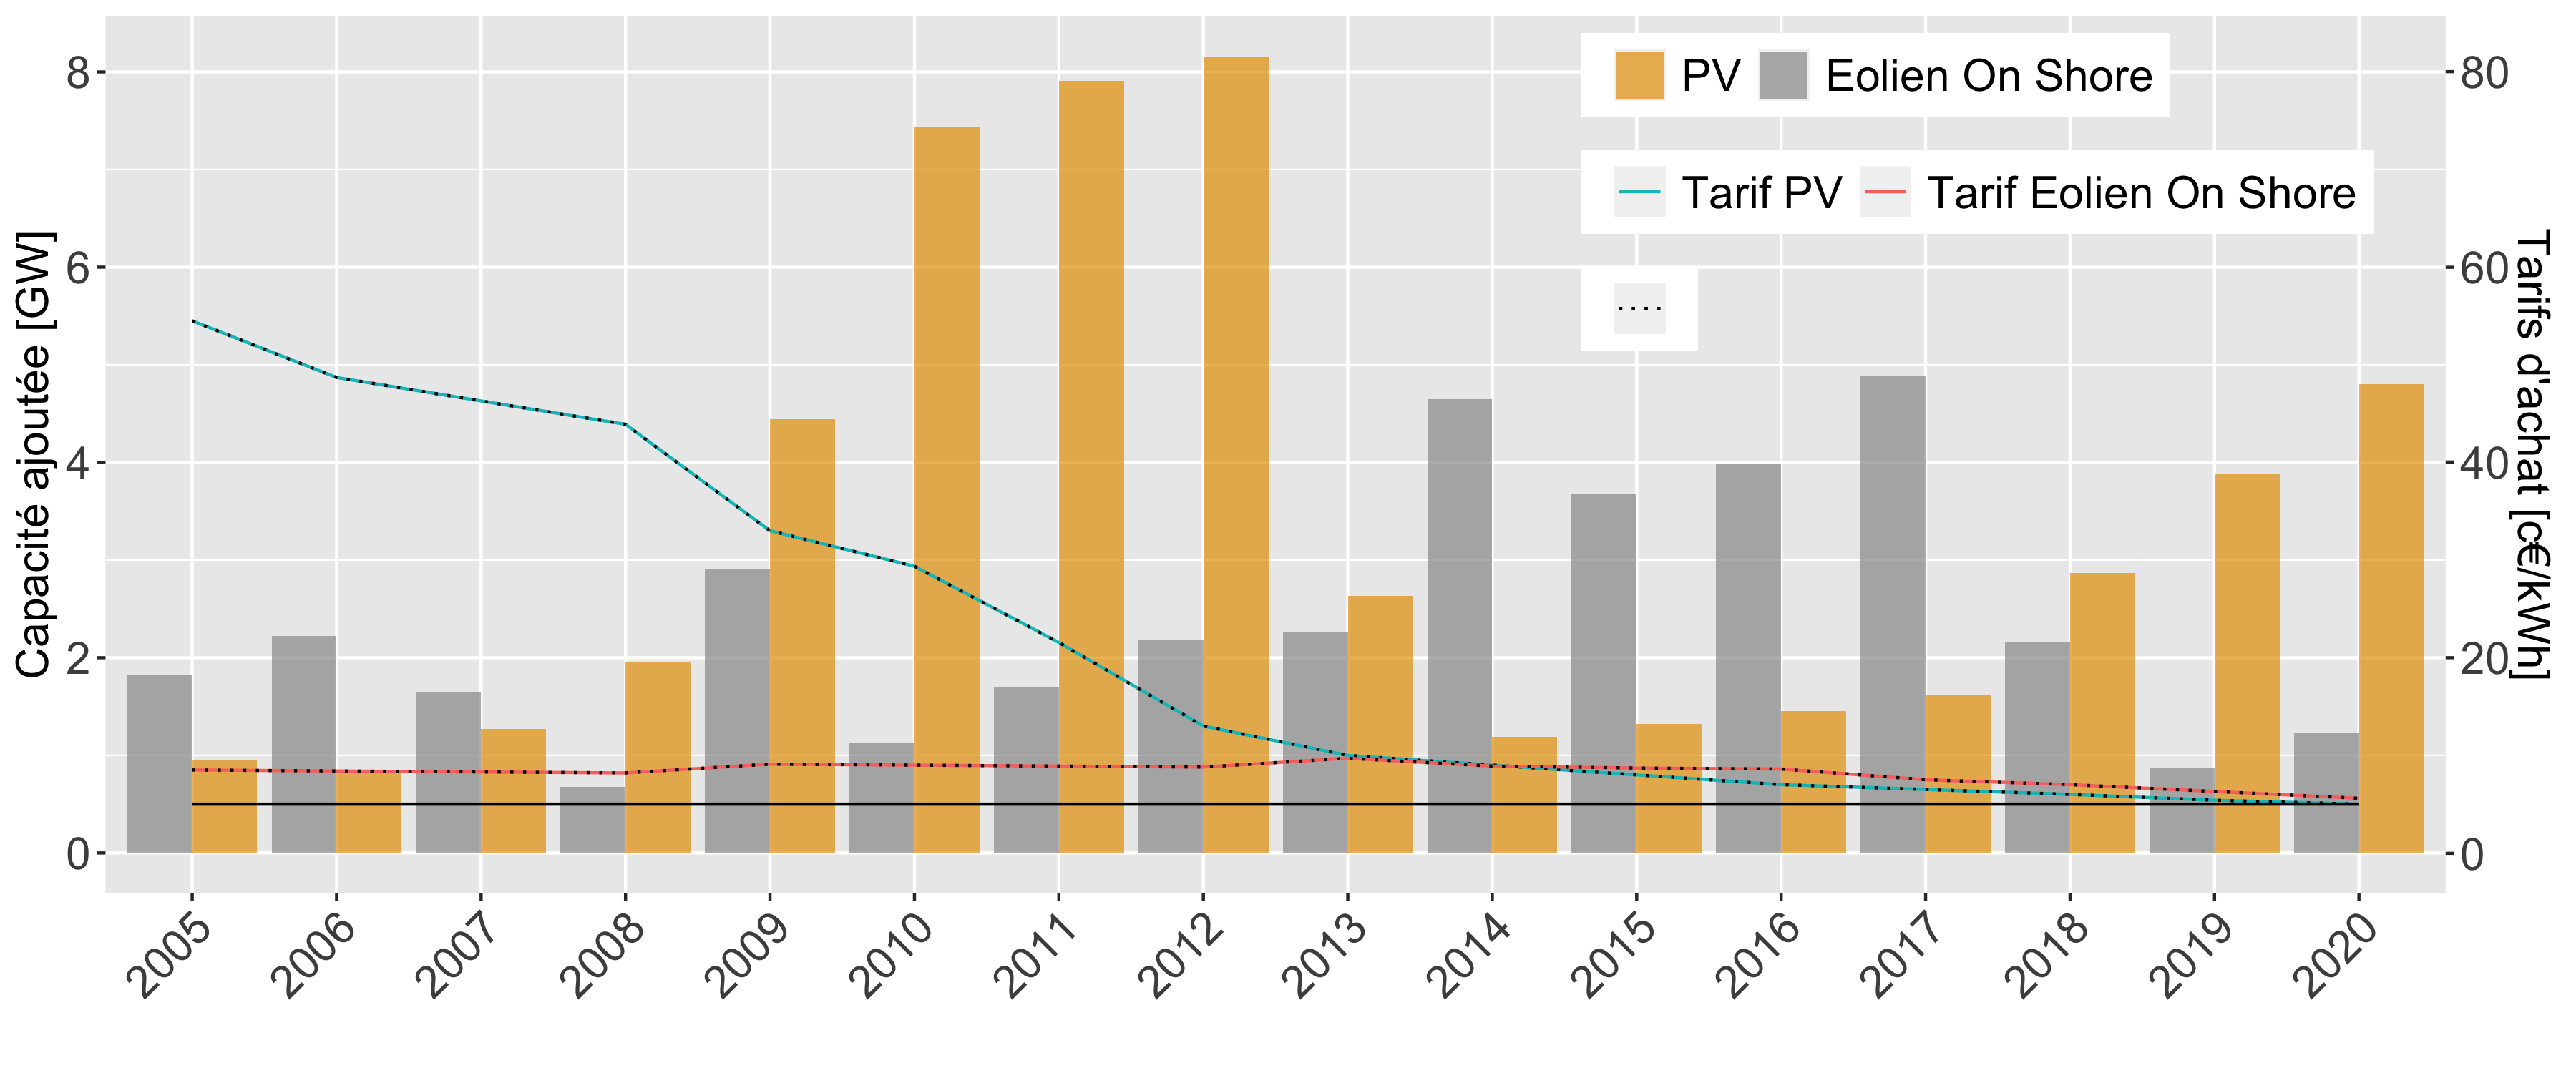 PV Eolien On Shore
Tarif PV Tarif Eolien On Shore
Capacité ajoutée [GW]
8
6
4
2
0
80
60
40
20
0
Tarifs d'achat [c€/kWh]
2005 2006 2007 2008 2009 2010 2011 2012 2013 2014 2015 2016 2017 2018 2019 2020